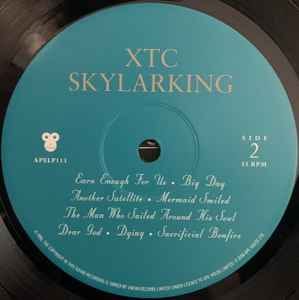 XTC
SKYLARKING
APELP111
SIDE
2
33 RPM
Earn Enough For Us • Big Day
Another Satellite • Mermaid Smiled
The Man Who Sailed Around His Soul
Dear God • Dying • Sacrificial Bonfire